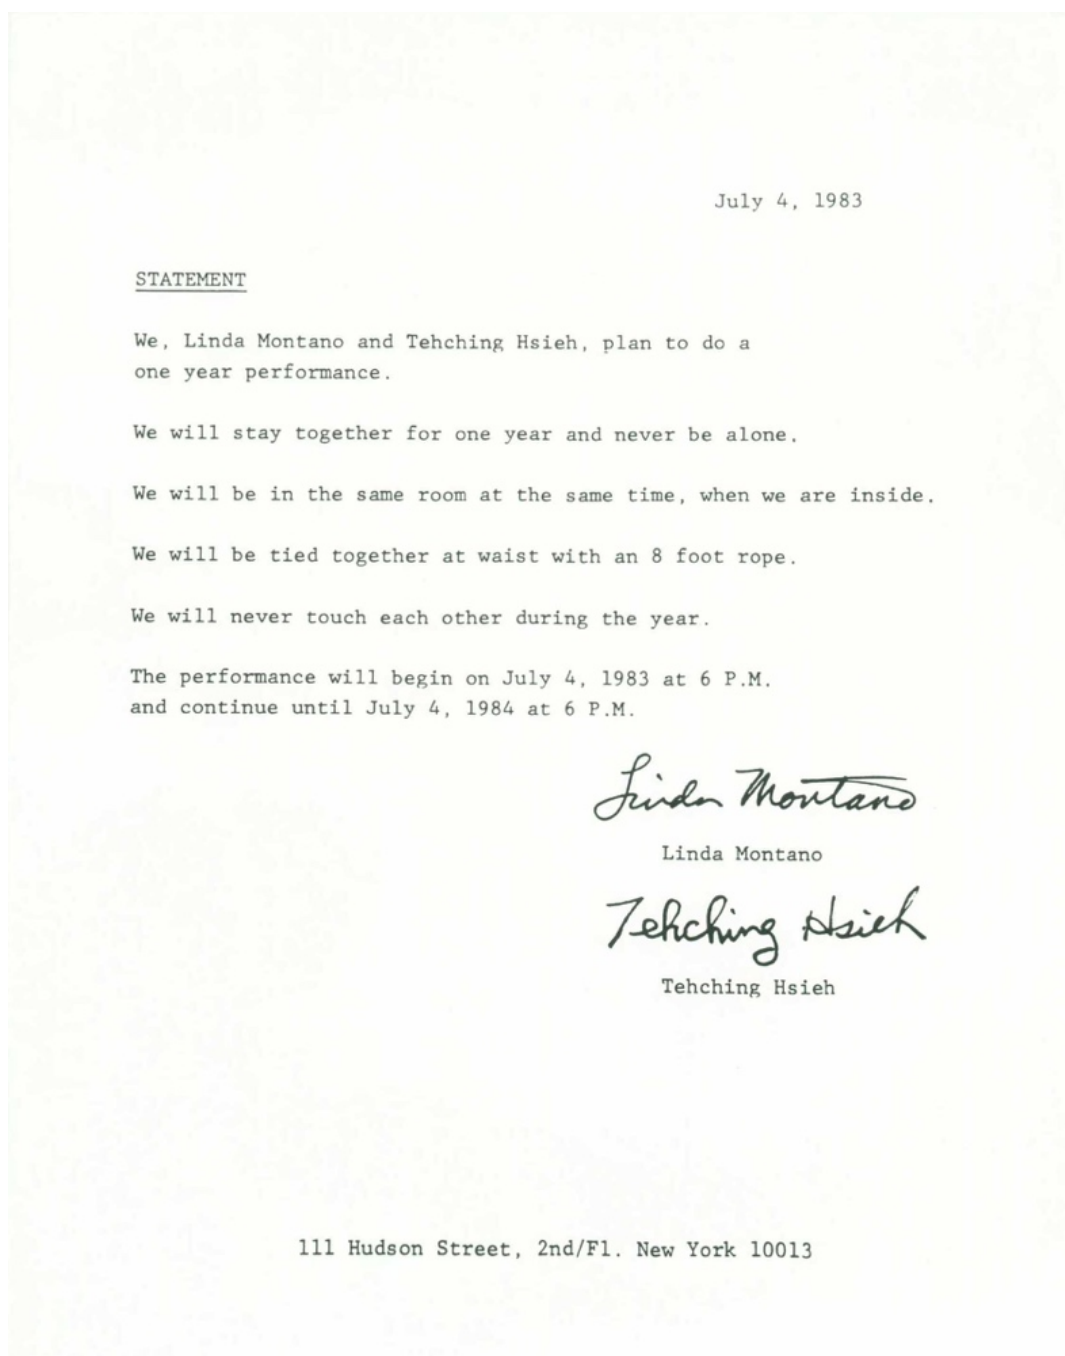 July 4, 1983
STATEMENT
We, Linda Montano and Tehching Hsieh, plan to do a
one year performance.
We will stay together for one year and never be alone.
We will be in the same room at the same time, when we are inside.
We will be tied together at waist with an 8 foot rope.
We will never touch each other during the year.
The performance will begin on July 4, 1983 at 6 P.M.
and continue until July 4, 1984 at 6 P.M.
Linda Montano
Linda Montano
Tehching Hsieh
Tehching Hsieh
111 Hudson Street, 2nd/Fl. New York 10013